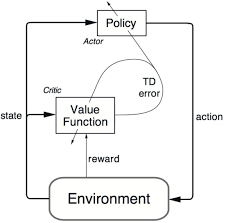 Policy
Actor
TD
error
Critic
Value
Function
state
action
reward
Environment